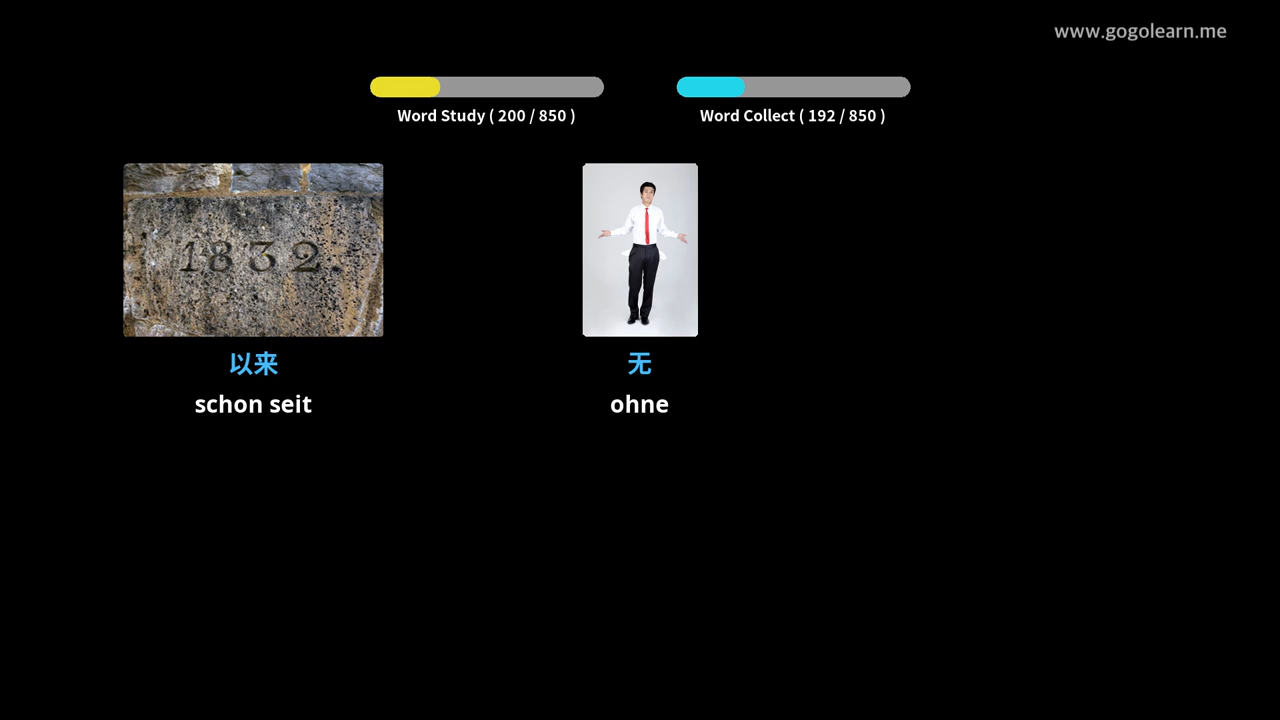 www.gogolearn.me
Word Study ( 200 / 850 )
Word Collect ( 192 / 850 )
1832.
以来
schon seit
无
ohne